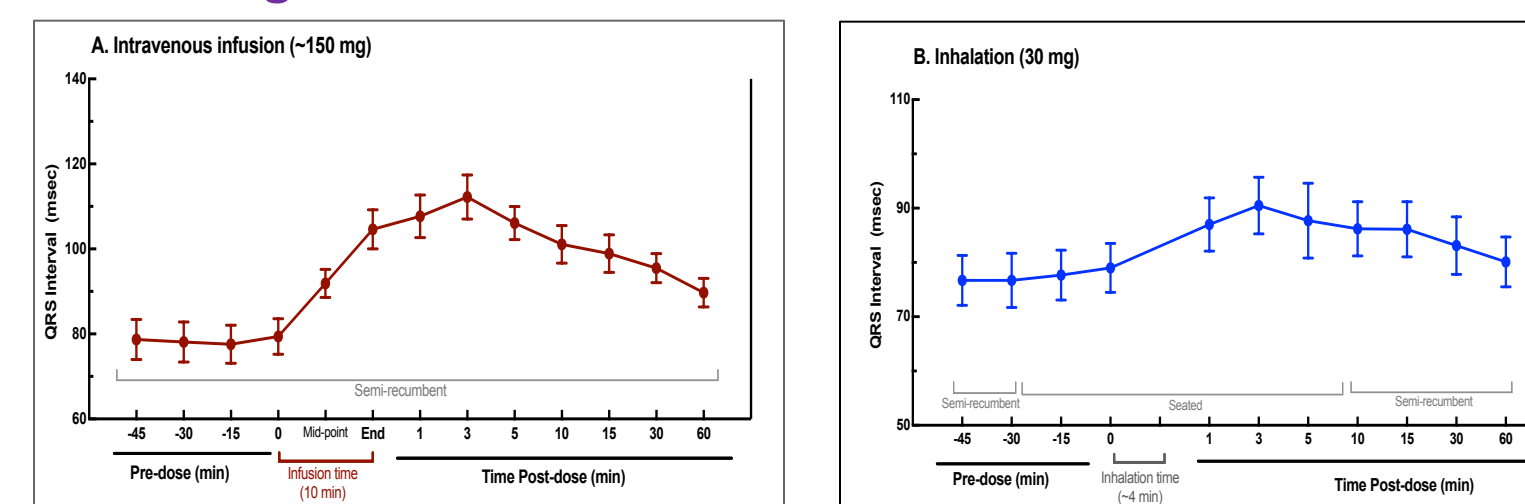 A. Intravenous infusion (~150 mg)
140
120
100
80
60
QRS Interval (msec)
Semi-recumbent
-45 -30 -15 0 Mid-point End 1 3 5 10 15 30 60
Pre-dose (min)
Infusion time
(10 min)
Time Post-dose (min)
B. Inhalation (30 mg)
110
90
70
50
QRS Interval (msec)
Semi-recumbent
Seated
Semi-recumbent
-45 -30 -15 0 1 3 5 10 15 30 60
Pre-dose (min)
Inhalation time
(~4 min)
Time Post-dose (min)